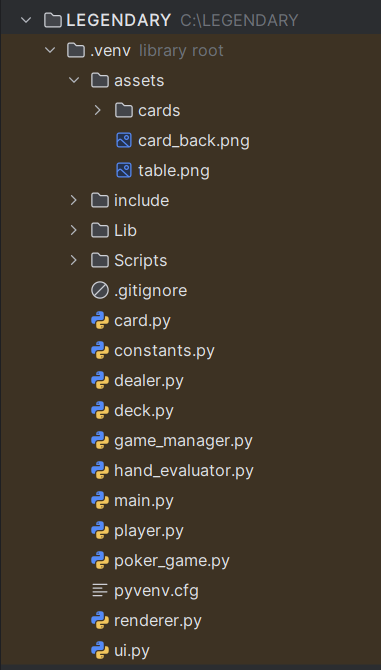 LEGENDARY C:\LEGENDARY
.venv library root
assets
cards
card_back.png
table.png
include
Lib
Scripts
.gitignore
card.py
constants.py
dealer.py
deck.py
game_manager.py
hand_evaluator.py
main.py
player.py
poker_game.py
pyvenv.cfg
renderer.py
ui.py